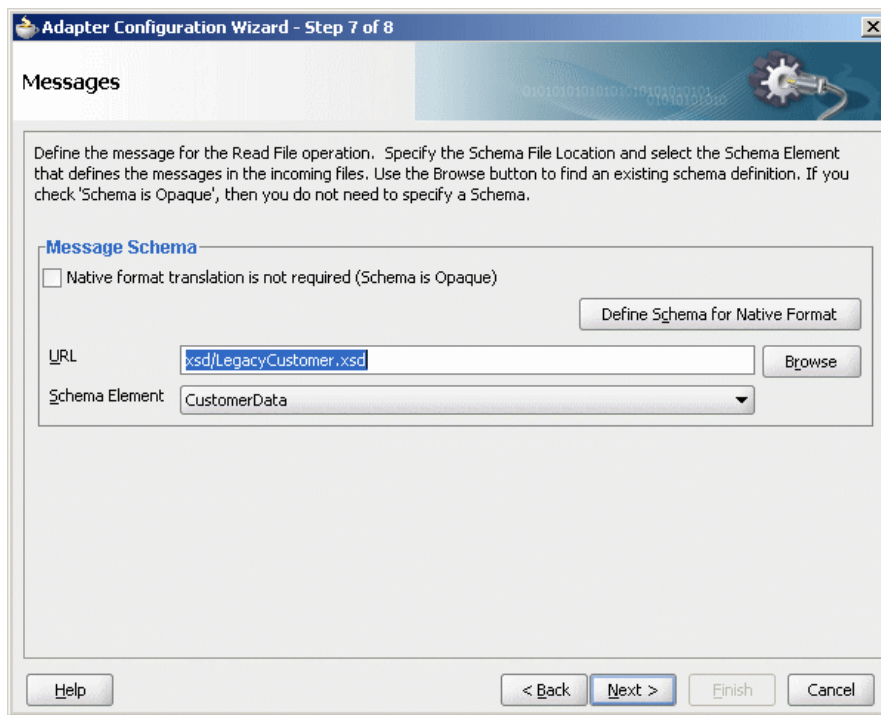 Adapter Configuration Wizard - Step 7 of 8
Messages
0101010101010101010101010101
01010101010
Define the message for the Read File operation.  Specify the Schema File Location and select the Schema Element
that defines the messages in the incoming files. Use the Browse button to find an existing schema definition. If you
check 'Schema is Opaque', then you do not need to specify a Schema.
Message Schema
Native format translation is not required (Schema is Opaque)
Define Schema for Native Format
URL xsd/LegacyCustomer.xsd Browse
Schema Element CustomerData
Help < Back Next > Finish Cancel